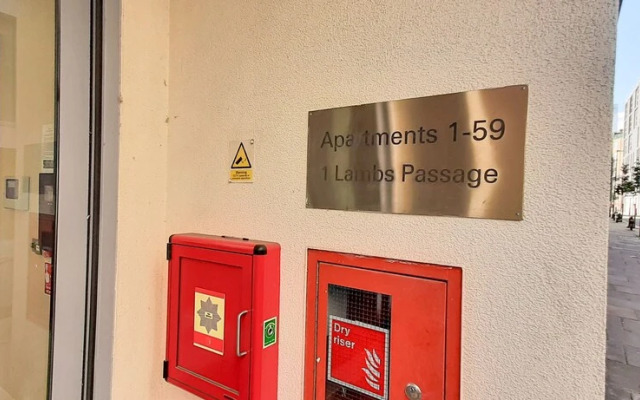 Apartments 1-59
1 Lambs Passage
Dry
riser